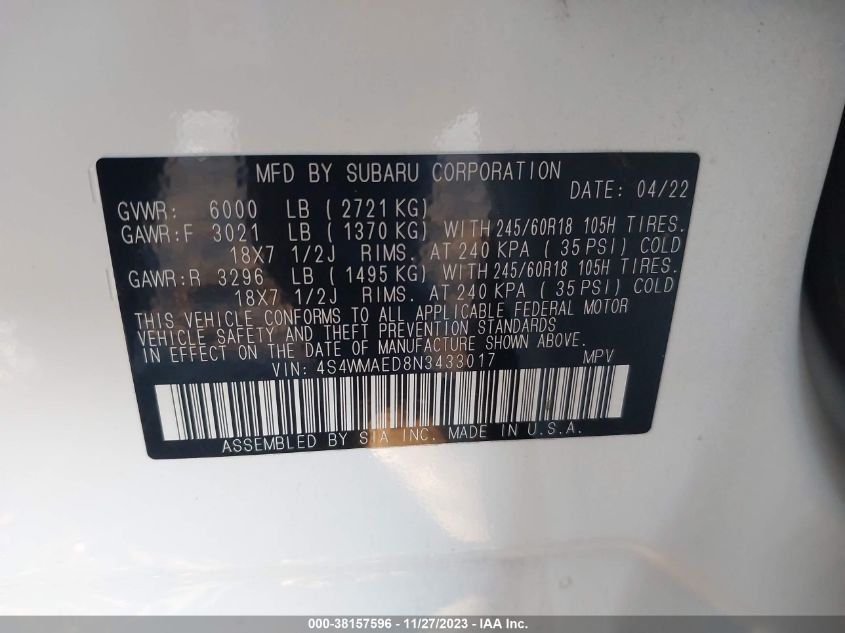 MFD BY SUBARU CORPORATION
DATE: 04/22
GVWR: 6000 LB (2721 KG)
GAWR:F 3021 LB (1370 KG) WITH 245/60R18 105H TIRES.
18X7 1/2J RIMS. AT 240 KPA (35 PSI) COLD
GAWR:R 3296 LB (1495 KG) WITH 245/60R18 105H TIRES.
18X7 1/2J RIMS. AT 240 KPA (35 PSI) COLD
THIS VEHICLE CONFORMS TO ALL APPLICABLE FEDERAL MOTOR
VEHICLE SAFETY AND THEFT PREVENTION STANDARDS
IN EFFECT ON THE DATE OF MANUFACTURE SHOWN ABOVE.
VIN: 4S4WMAED8N3433017 MPV
ASSEMBLED BY SIA INC. MADE IN U.S.A.
000-38157596 - 11/27/2023 - IAA Inc.